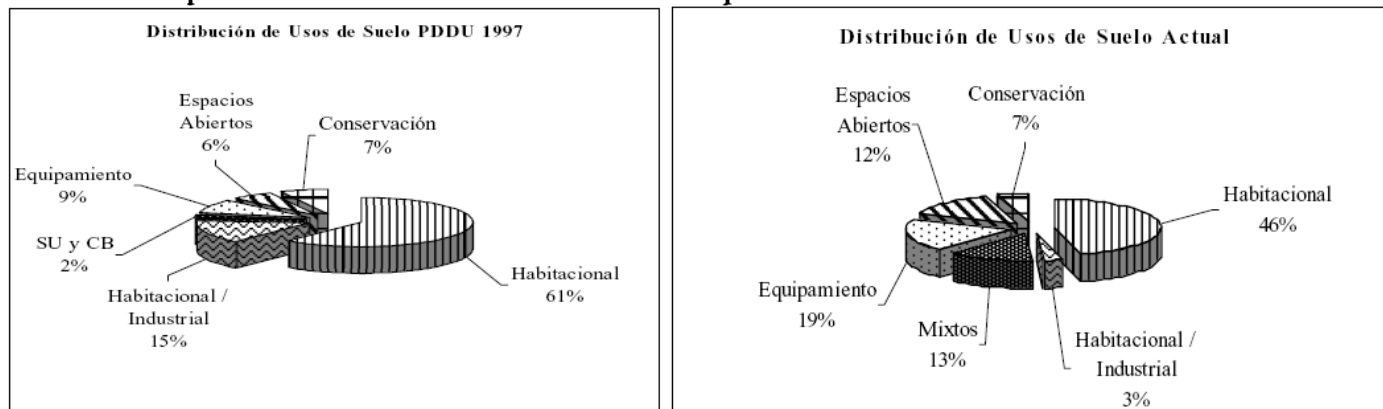 Distribución de Usos de Suelo PDDU 1997
Espacios
Abiertos
6%
Conservación
7%
Equipamiento
9%
SU y CB
2%
Habitacional /
Industrial
15%
Habitacional
61%
Distribución de Usos de Suelo Actual
Espacios
Abiertos
12%
Conservación
7%
Habitacional
46%
Equipamiento
19%
Mixtos
13%
Habitacional /
Industrial
3%